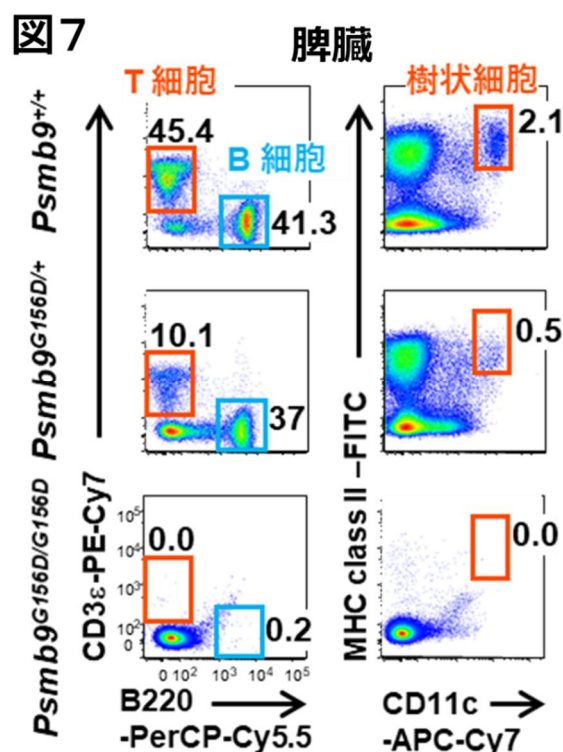 図7
脾臓
T 細胞
樹状細胞
Psmb9+/+
45.4
B 細胞
41.3
2.1
Psmb9G156D/+
10.1
37
0.5
Psmb9G156D/G156D
CD3ε-PE-Cy7
10⁵
10⁴
10³
10²
0
0.0
0.2
0 10² 10³ 10⁴ 10⁵
B220
-PerCP-Cy5.5
MHC class II –FITC
0.0
CD11c
-APC-Cy7